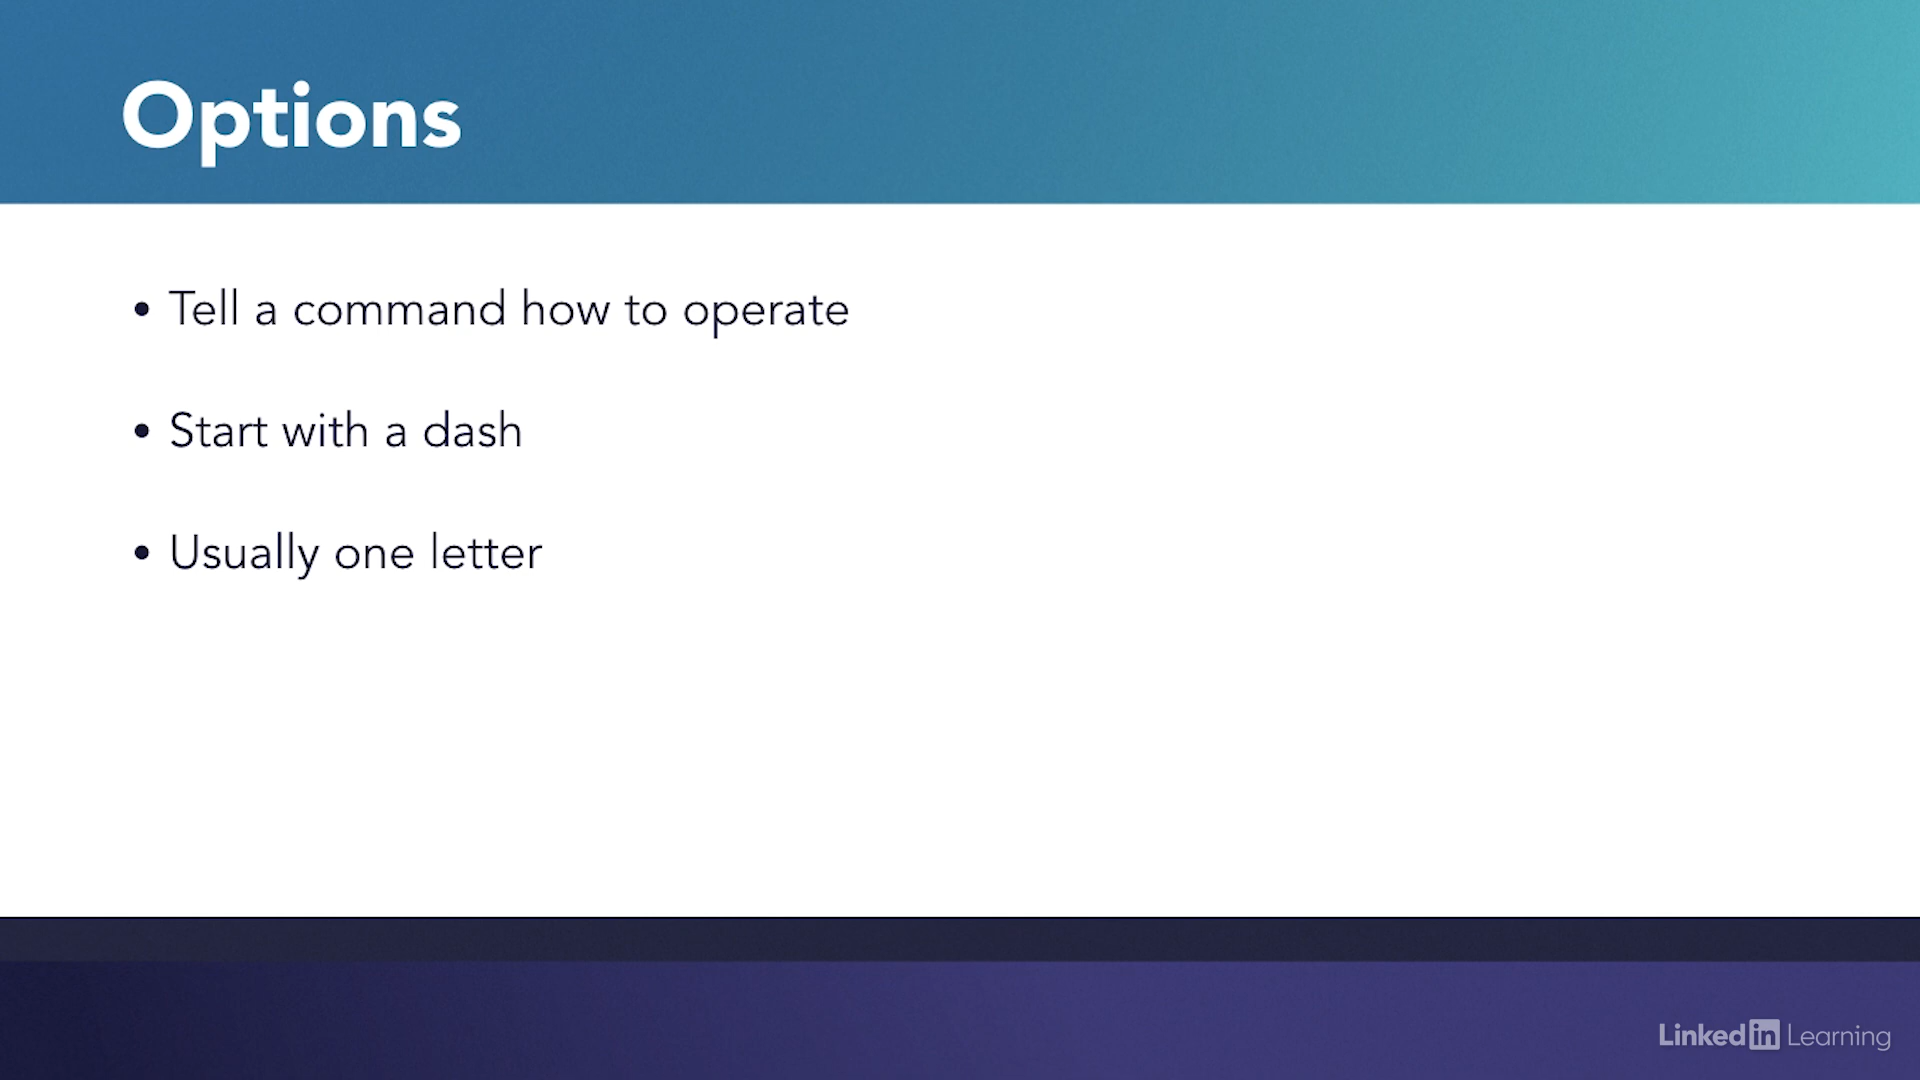 Options
• Tell a command how to operate
• Start with a dash
• Usually one letter
Linked in Learning